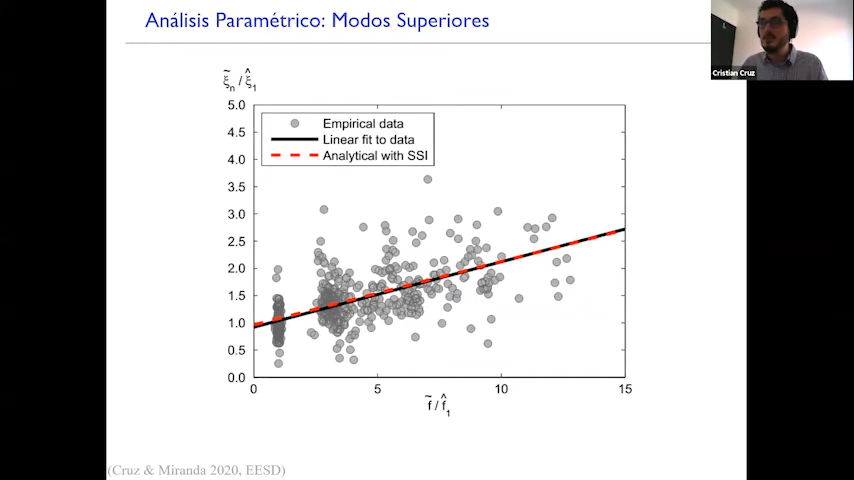 Análisis Paramétrico: Modos Superiores
Cristian Cruz
ξ̃n / ξ̂1
5.0
4.5
4.0
3.5
3.0
2.5
2.0
1.5
1.0
0.5
0.0
Empirical data
Linear fit to data
Analytical with SSI
0 5 10 15
f̃ / f̂1
(Cruz & Miranda 2020, EESD)